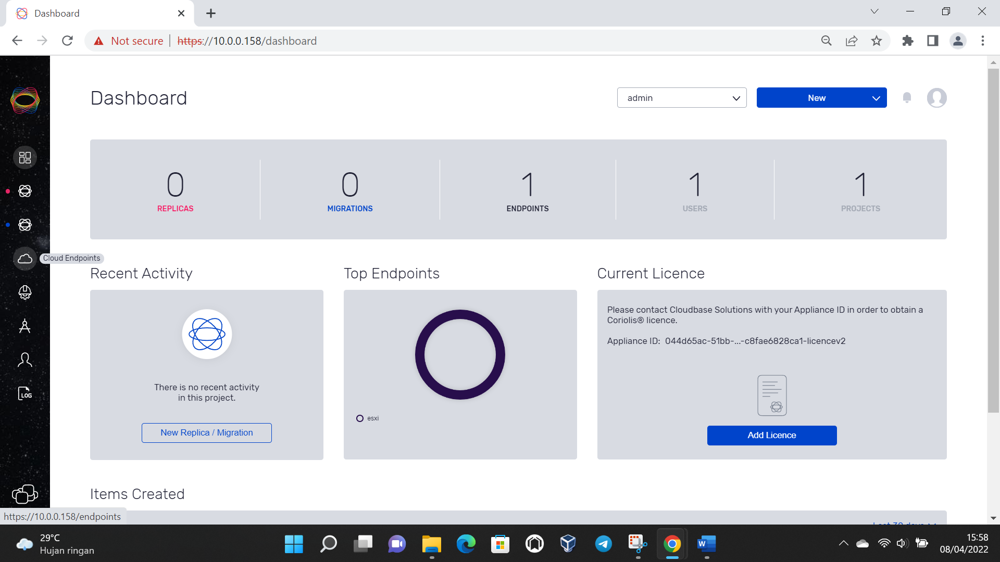 Dashboard
Not secure | https://10.0.0.158/dashboard
Dashboard
admin
New
0
REPLICAS
0
MIGRATIONS
1
ENDPOINTS
1
USERS
1
PROJECTS
Cloud Endpoints
LOG
Recent Activity
There is no recent activity
in this project.
New Replica / Migration
Top Endpoints
esxi
Current Licence
Please contact Cloudbase Solutions with your Appliance ID in order to obtain a
Coriolis® licence.
Appliance ID: 044d65ac-51bb-...-c8fae6828ca1-licencev2
Add Licence
Items Created
Last 30 days
https://10.0.0.158/endpoints
29°C
Hujan ringan
W
15:58
08/04/2022